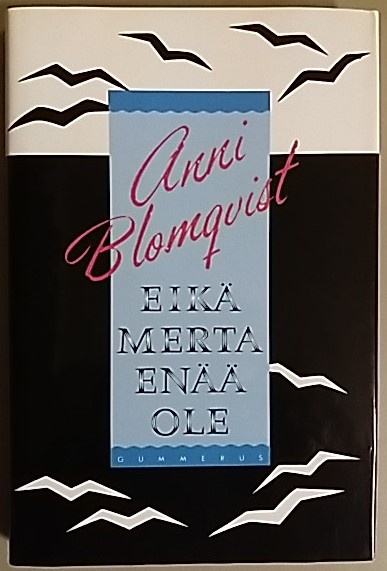 Anni
Blomqvist
EIKÄ
MERTA
ENÄÄ
OLE
GUMMERUS